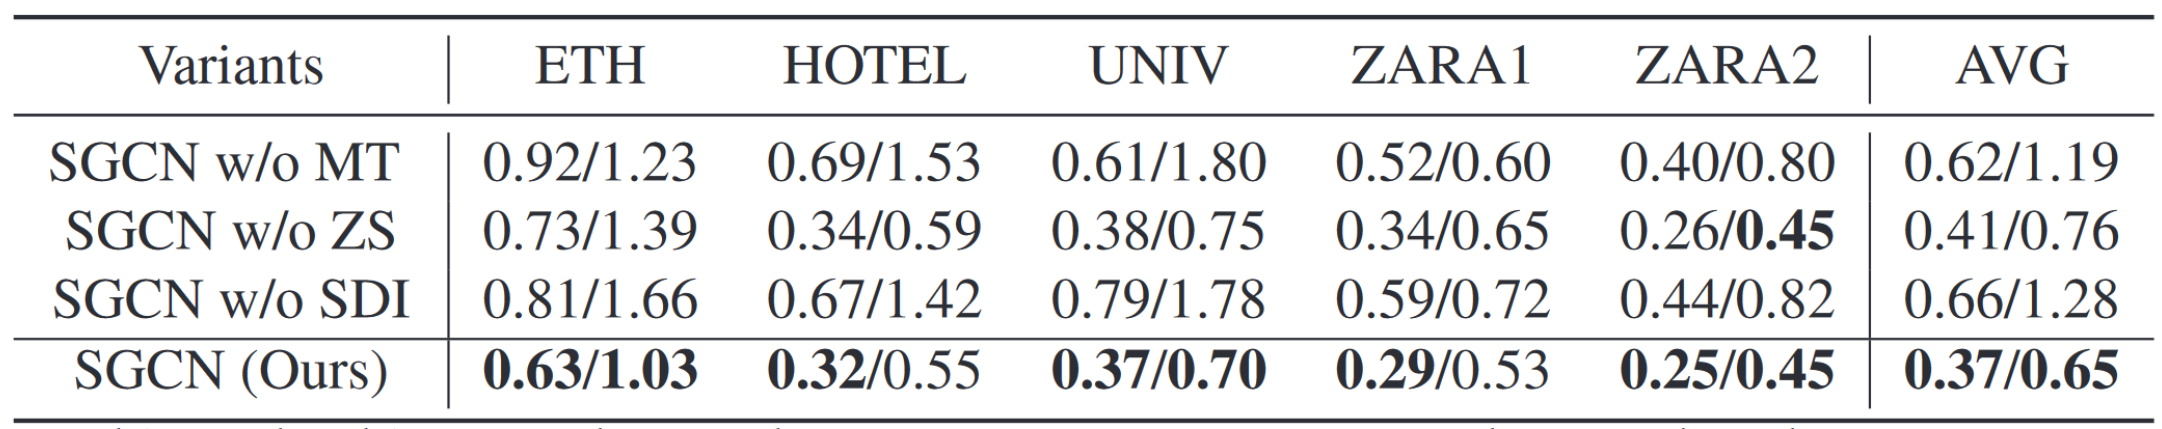 Variants ETH HOTEL UNIV ZARA1 ZARA2 AVG
SGCN w/o MT 0.92/1.23 0.69/1.53 0.61/1.80 0.52/0.60 0.40/0.80 0.62/1.19
SGCN w/o ZS 0.73/1.39 0.34/0.59 0.38/0.75 0.34/0.65 0.26/0.45 0.41/0.76
SGCN w/o SDI 0.81/1.66 0.67/1.42 0.79/1.78 0.59/0.72 0.44/0.82 0.66/1.28
SGCN (Ours) 0.63/1.03 0.32/0.55 0.37/0.70 0.29/0.53 0.25/0.45 0.37/0.65